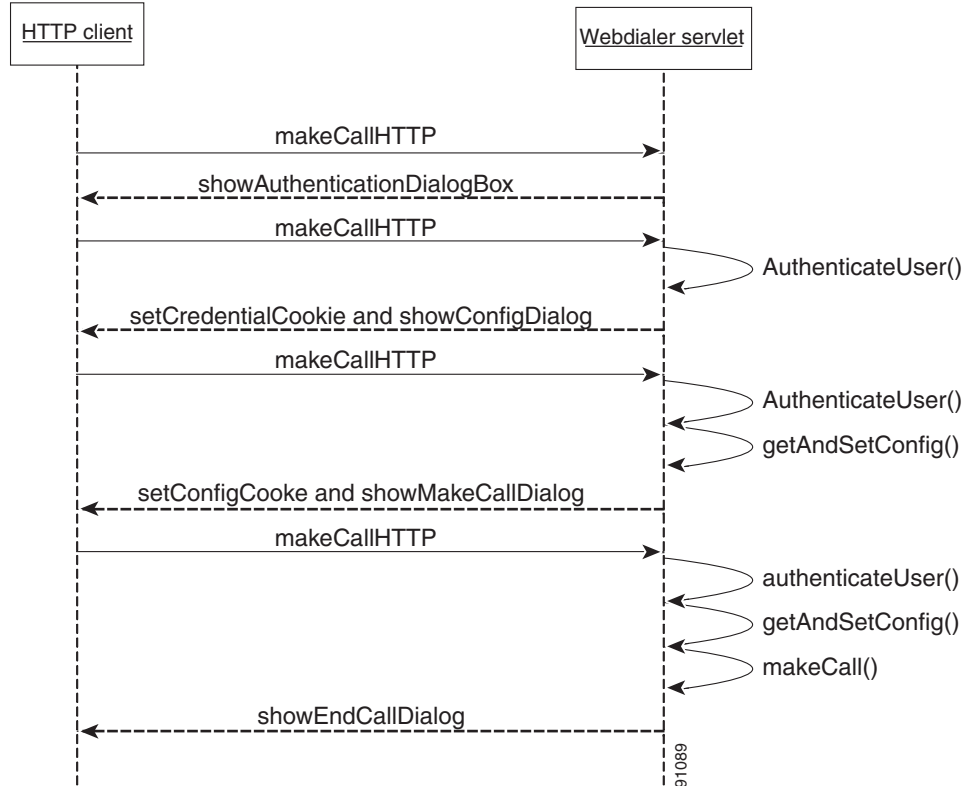 HTTP client
Webdialer servlet
makeCallHTTP
showAuthenticationDialogBox
makeCallHTTP
AuthenticateUser()
setCredentialCookie and showConfigDialog
makeCallHTTP
AuthenticateUser()
getAndSetConfig()
setConfigCooke and showMakeCallDialog
makeCallHTTP
authenticateUser()
getAndSetConfig()
makeCall()
showEndCallDialog
91089